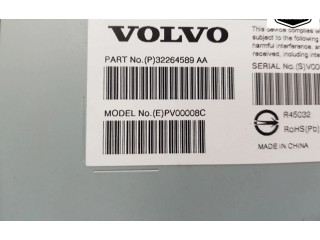 VOLVO
PART No.(P)32264589 AA
MODEL No.(E)PV00008C
This device complies w
subject to the following
harmful interference, an
received, including
SERIAL No.(S)V00
R45032
RoHS(Pb)
MADE IN CHINA